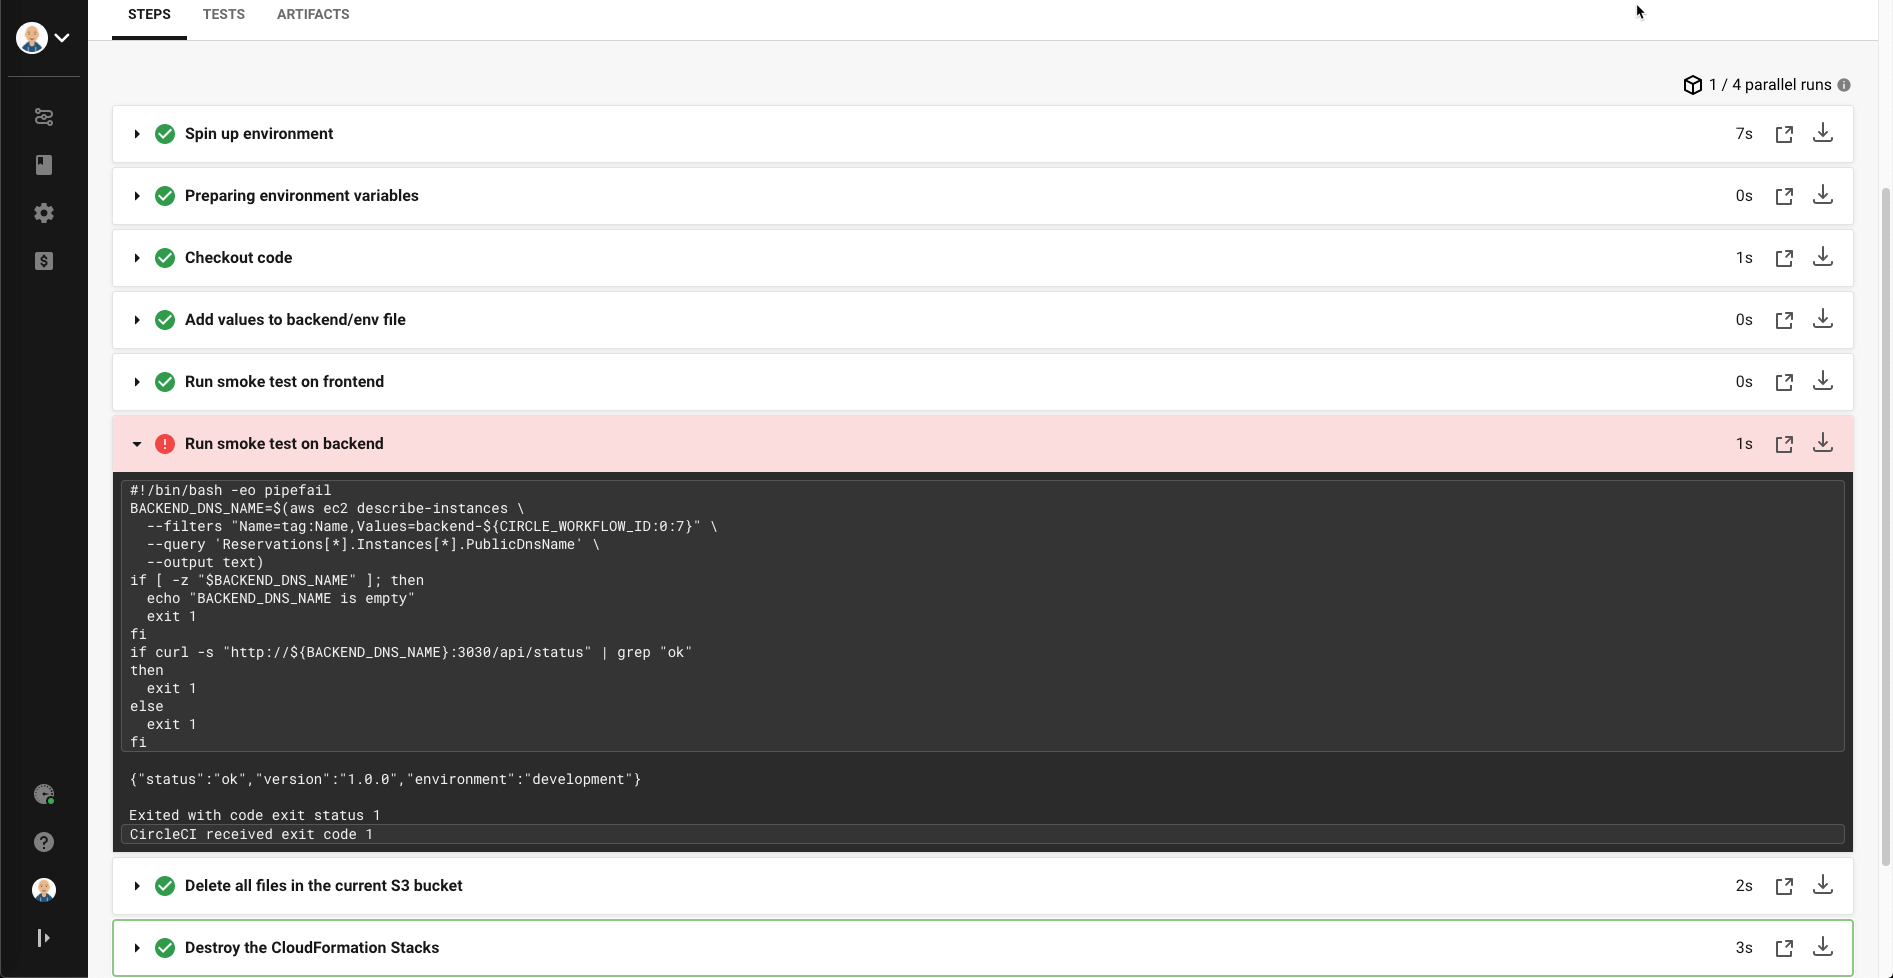 STEPS TESTS ARTIFACTS
1 / 4 parallel runs
Spin up environment 7s
Preparing environment variables 0s
Checkout code 1s
Add values to backend/env file 0s
Run smoke test on frontend 0s
Run smoke test on backend 1s
#!/bin/bash -eo pipefail
BACKEND_DNS_NAME=$(aws ec2 describe-instances \
  --filters "Name=tag:Name,Values=backend-${CIRCLE_WORKFLOW_ID:0:7}" \
  --query 'Reservations[*].Instances[*].PublicDnsName' \
  --output text)
if [ -z "$BACKEND_DNS_NAME" ]; then
  echo "BACKEND_DNS_NAME is empty"
  exit 1
fi
if curl -s "http://${BACKEND_DNS_NAME}:3030/api/status" | grep "ok"
then
  exit 1
else
  exit 1
fi
{"status":"ok","version":"1.0.0","environment":"development"}
Exited with code exit status 1
CircleCI received exit code 1
Delete all files in the current S3 bucket 2s
Destroy the CloudFormation Stacks 3s